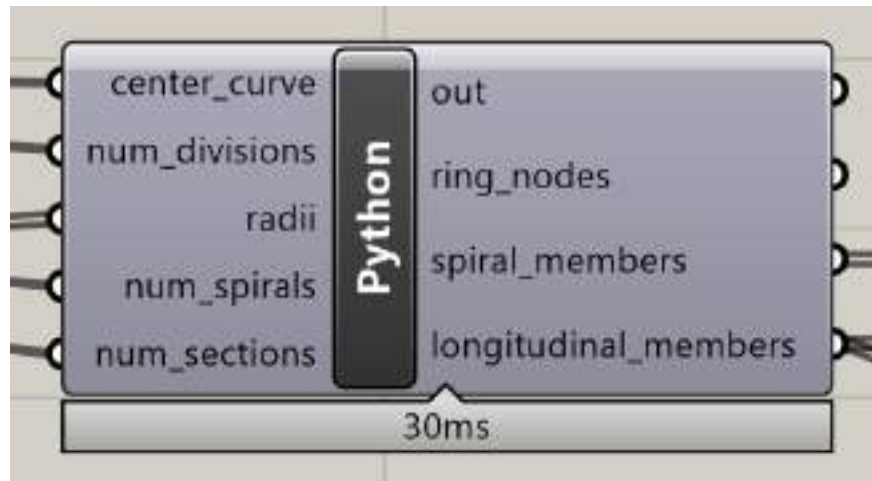 center_curve
num_divisions
radii
num_spirals
num_sections
Python
out
ring_nodes
spiral_members
longitudinal_members
30ms